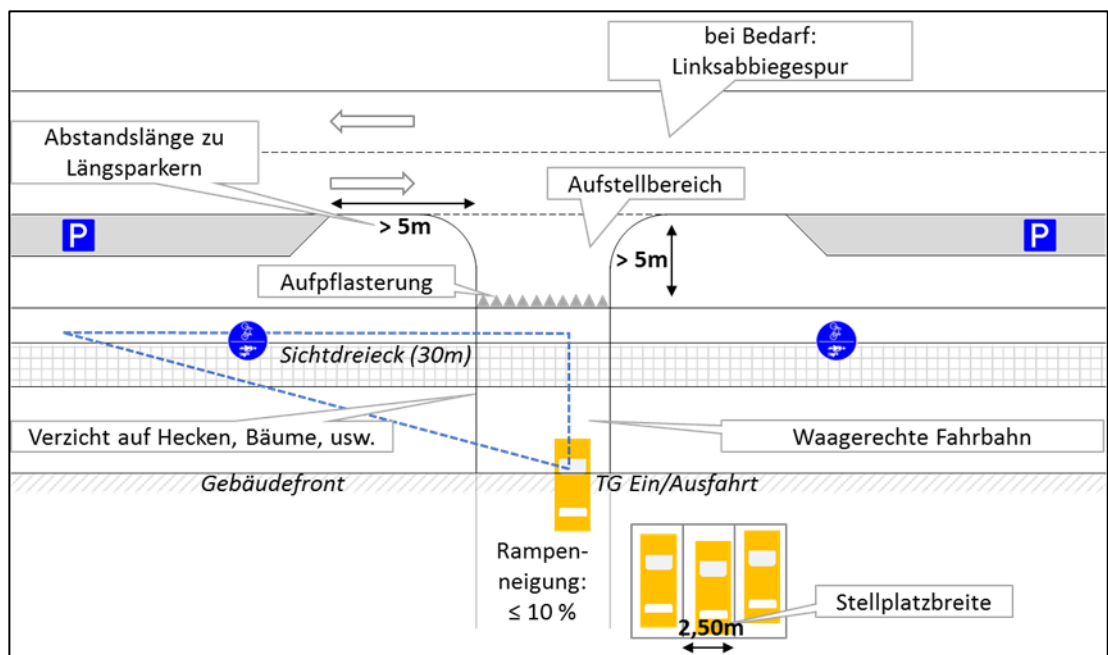 bei Bedarf:
Linksabbiegespur
Abstandslänge zu
Längsparkern
Aufstellbereich
P
> 5m
> 5m
P
Aufpflasterung
Sichtdreieck (30m)
Verzicht auf Hecken, Bäume, usw.
Waagerechte Fahrbahn
Gebäudefront
TG Ein/Ausfahrt
Rampen-
neigung:
≤ 10 %
Stellplatzbreite
2,50m